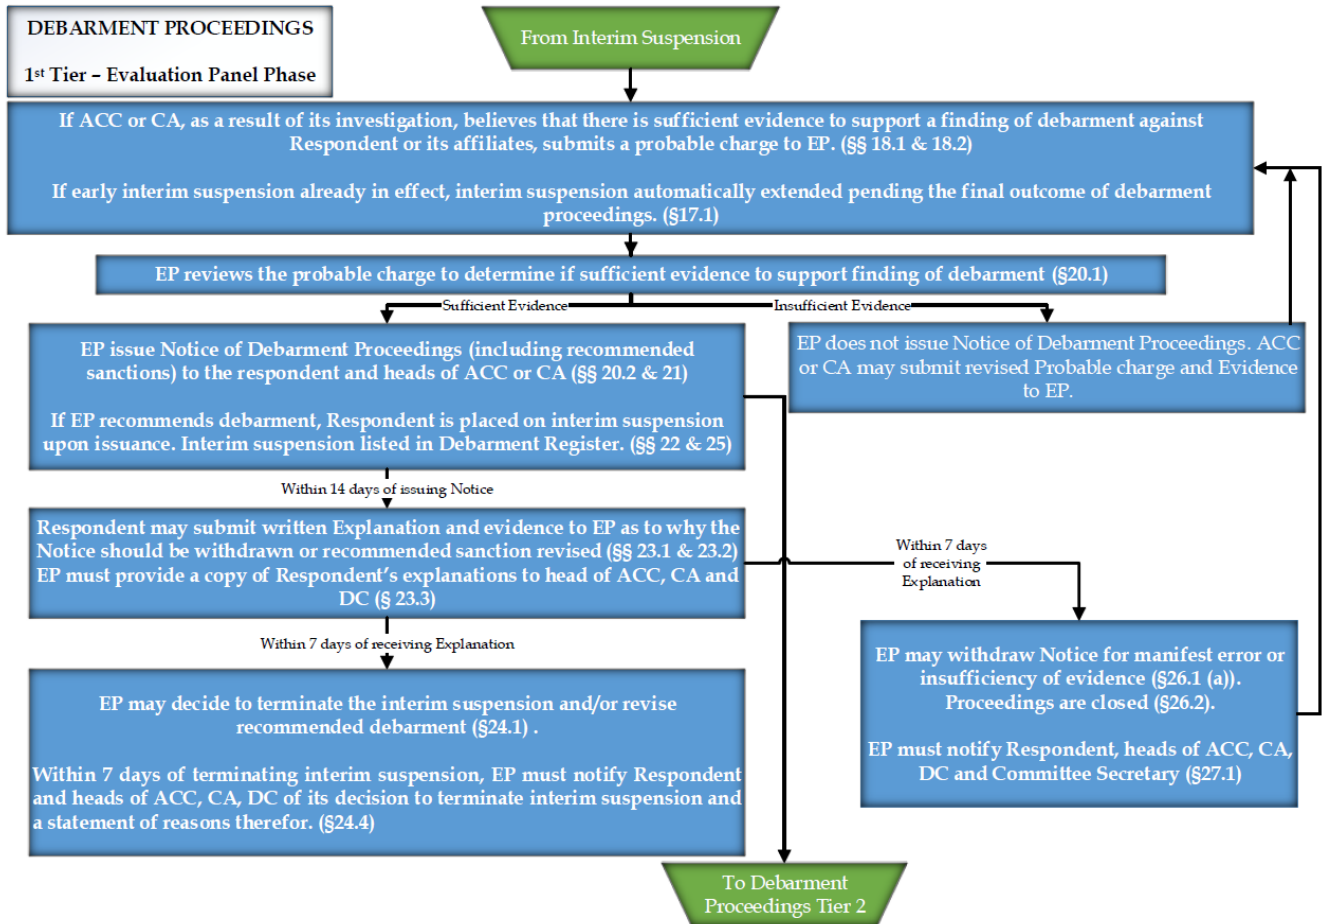 DEBARMENT PROCEEDINGS
1st Tier – Evaluation Panel Phase
From Interim Suspension
If ACC or CA, as a result of its investigation, believes that there is sufficient evidence to support a finding of debarment against
Respondent or its affiliates, submits a probable charge to EP. (§§ 18.1 & 18.2)
If early interim suspension already in effect, interim suspension automatically extended pending the final outcome of debarment
proceedings. (§17.1)
EP reviews the probable charge to determine if sufficient evidence to support finding of debarment (§20.1)
Sufficient Evidence
Insufficient Evidence
EP issue Notice of Debarment Proceedings (including recommended
sanctions) to the respondent and heads of ACC or CA (§§ 20.2 & 21)
If EP recommends debarment, Respondent is placed on interim suspension
upon issuance. Interim suspension listed in Debarment Register. (§§ 22 & 25)
EP does not issue Notice of Debarment Proceedings. ACC
or CA may submit revised Probable charge and Evidence
to EP.
Within 14 days of issuing Notice
Respondent may submit written Explanation and evidence to EP as to why the
Notice should be withdrawn or recommended sanction revised (§§ 23.1 & 23.2)
EP must provide a copy of Respondent's explanations to head of ACC, CA and
DC (§ 23.3)
Within 7 days
of receiving
Explanation
Within 7 days of receiving Explanation
EP may withdraw Notice for manifest error or
insufficiency of evidence (§26.1 (a)).
Proceedings are closed (§26.2).
EP must notify Respondent, heads of ACC, CA,
DC and Committee Secretary (§27.1)
EP may decide to terminate the interim suspension and/or revise
recommended debarment (§24.1) .
Within 7 days of terminating interim suspension, EP must notify Respondent
and heads of ACC, CA, DC of its decision to terminate interim suspension and
a statement of reasons therefor. (§24.4)
To Debarment
Proceedings Tier 2